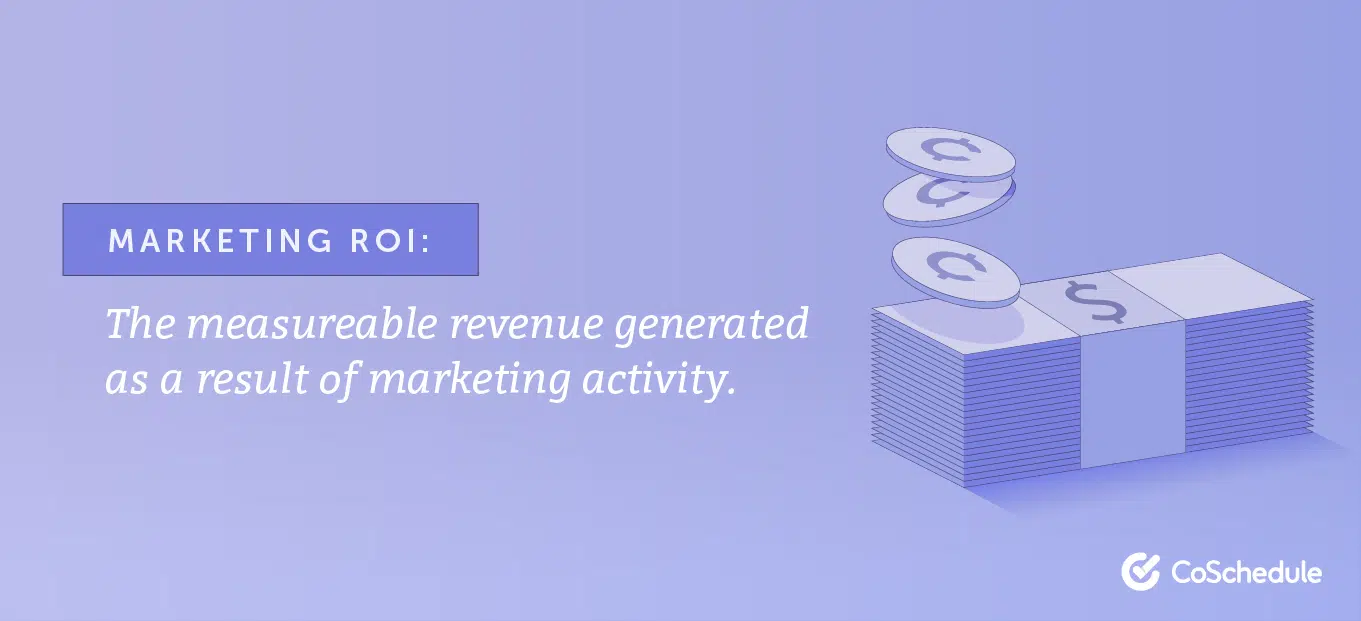 MARKETING ROI:
The measureable revenue generated
as a result of marketing activity.
¢
¢
¢
$
CoSchedule